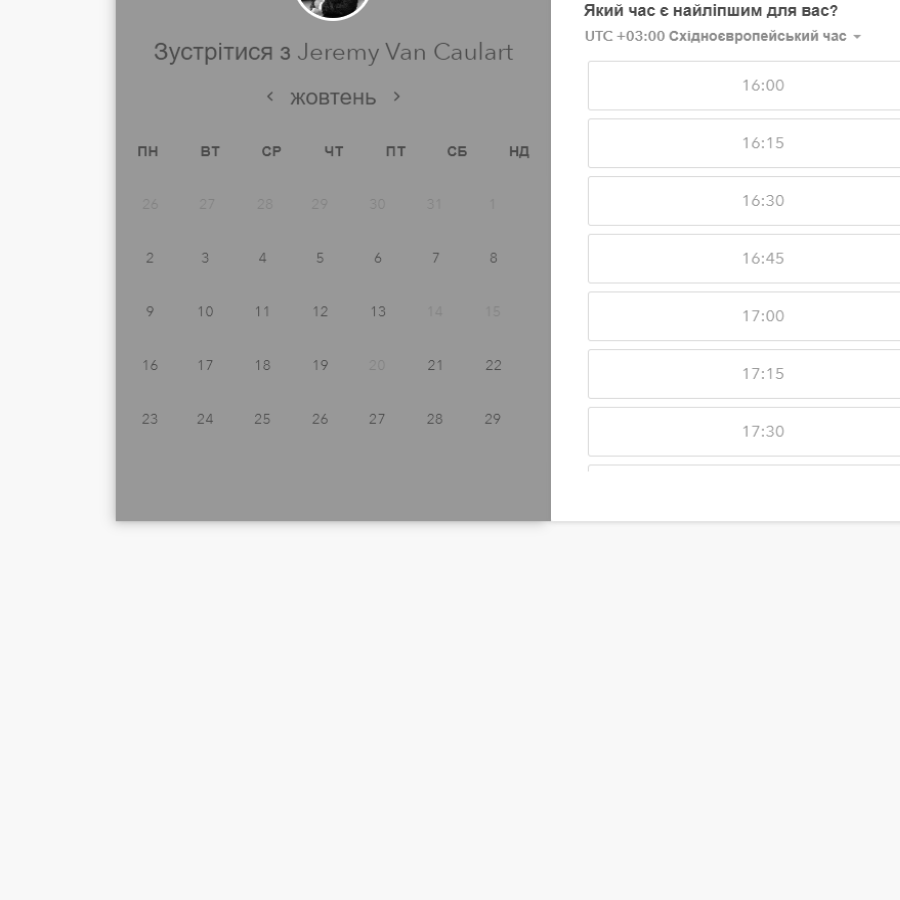 Зустрітися з Jeremy Van Caulart
жовтень
ПН ВТ СР ЧТ ПТ СБ НД
26 27 28 29 30 31 1
2 3 4 5 6 7 8
9 10 11 12 13 14 15
16 17 18 19 20 21 22
23 24 25 26 27 28 29
Який час є найліпшим для вас?
UTC +03:00 Східноєвропейський час
16:00
16:15
16:30
16:45
17:00
17:15
17:30